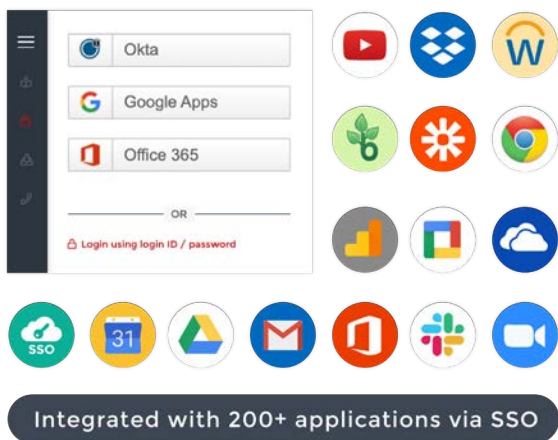 Okta
Google Apps
Office 365
OR
Login using login ID / password
W
b
31
SSO
Integrated with 200+ applications via SSO